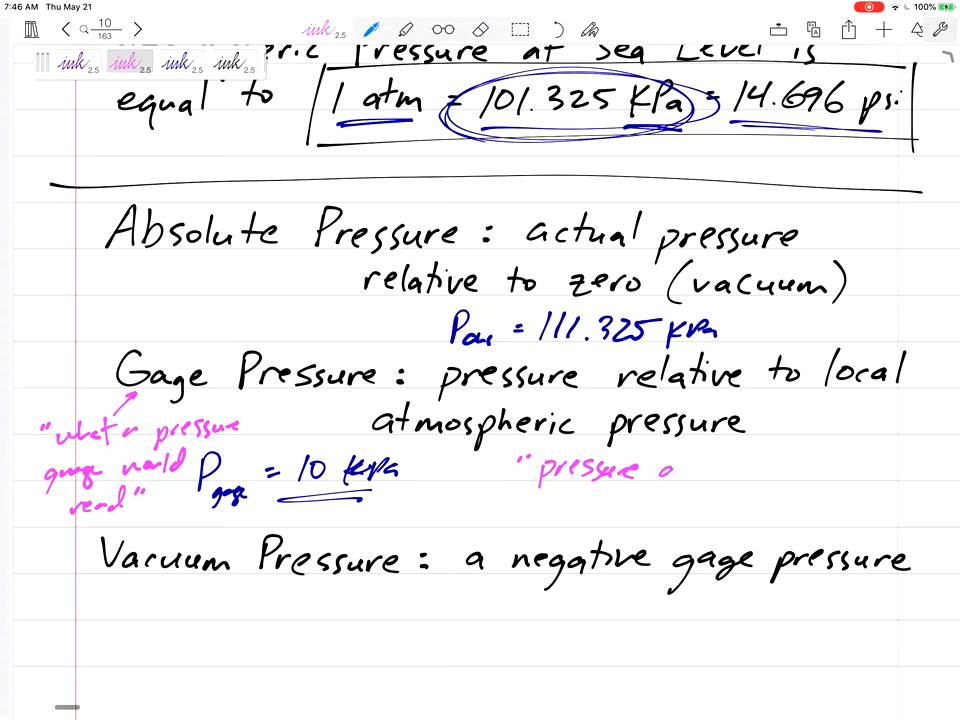 7:46 AM Thu May 21
100%
10
163
ink 2.5
ink 2.5 ink 2.5 ink 2.5 ink 2.5
Pressure at Sea Level is
equal to 1 atm = 101.325 KPa = 14.696 psi
Absolute Pressure : actual pressure
relative to zero (vacuum)
Pabs = 111.325 KPa
Gage Pressure : pressure relative to local
atmospheric pressure
"what a pressure
gauge would
read"
Pgage = 10 kPa
"pressure o
Vacuum Pressure : a negative gage pressure